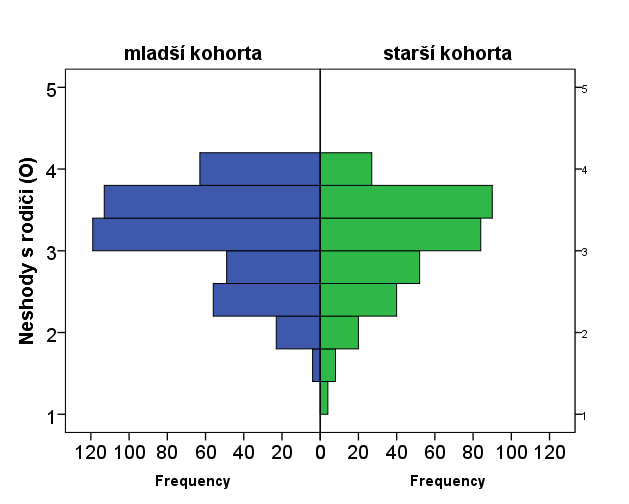 mladší kohorta starší kohorta
Neshody s rodiči (O)
5 5
4 4
3 3
2 2
1 1
120 100 80 60 40 20 0 20 40 60 80 100 120
Frequency Frequency